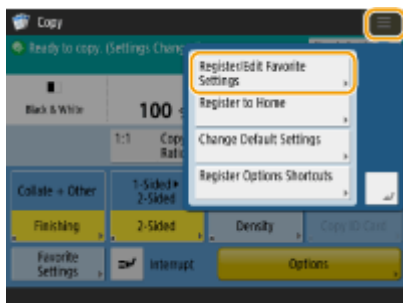 Copy
Ready to copy. (Settings Chang
Register/Edit Favorite
Settings
Register to Home
Change Default Settings
Register Options Shortcuts
Black & White
100
1:1 Copy
Ratio
Collate + Other
1-Sided▶
2-Sided
Finishing
2-Sided
Density
Copy ID Card
Favorite
Settings
Interrupt
Options